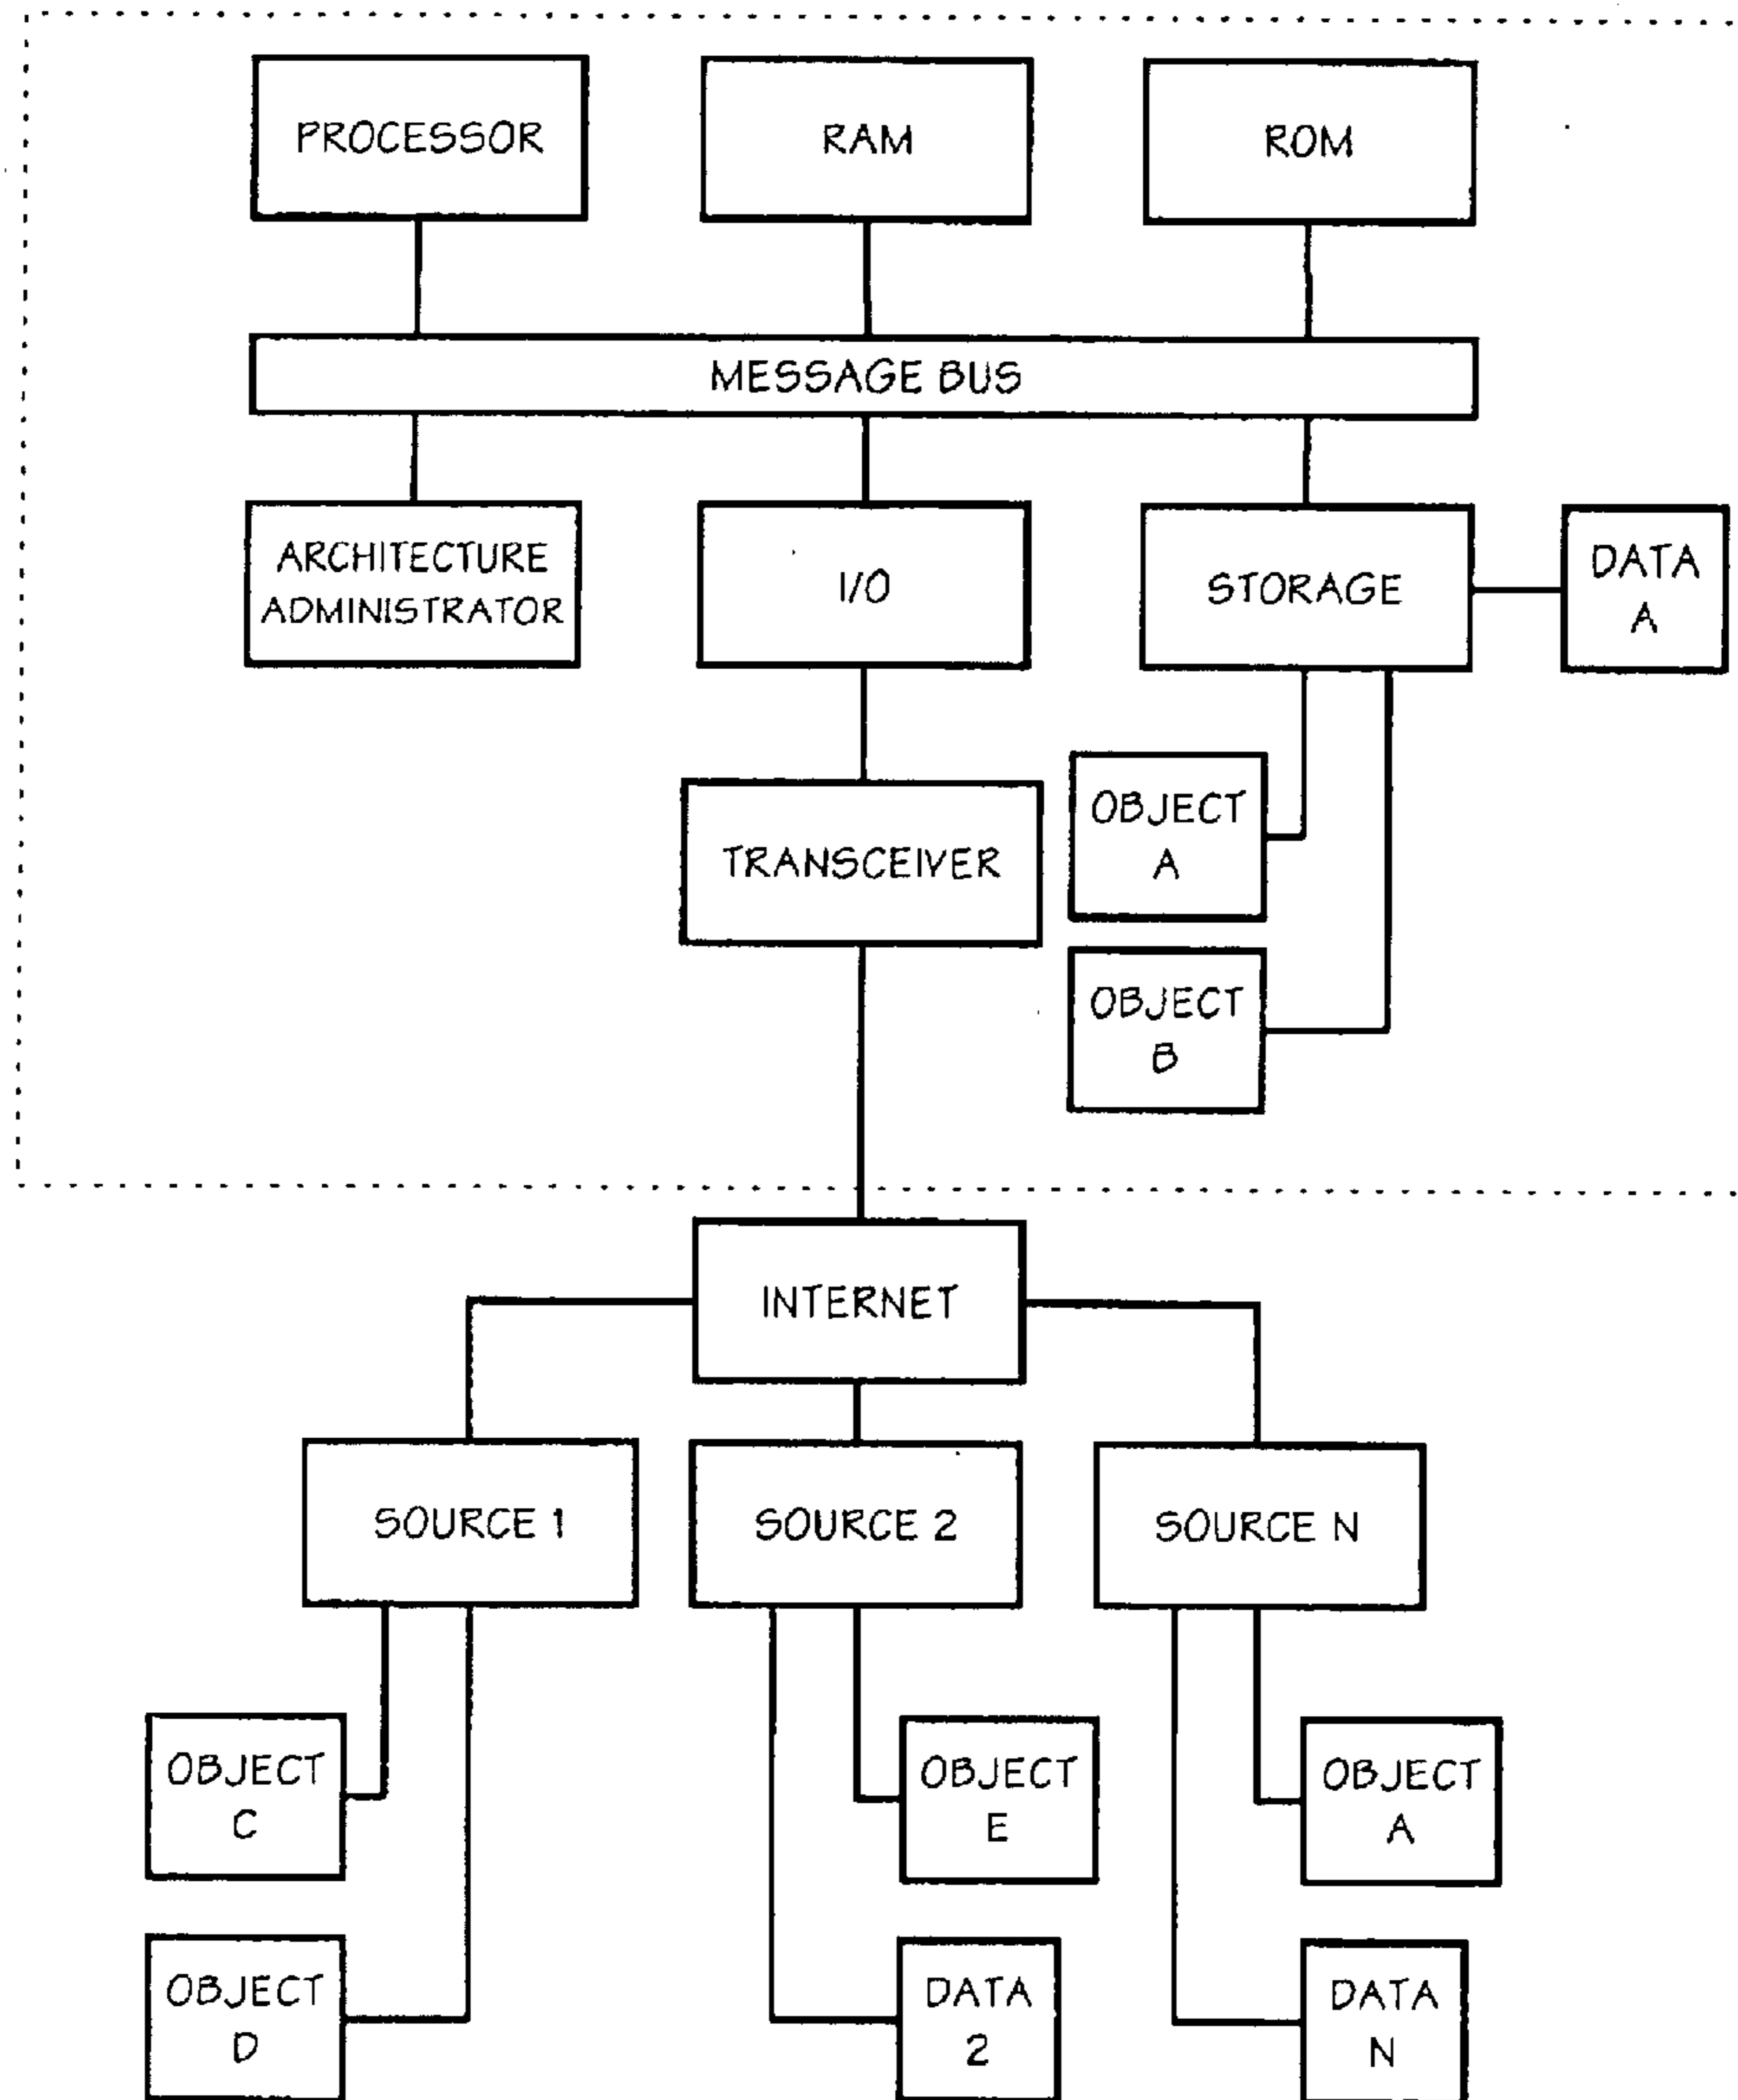 PROCESSOR
RAM
ROM
MESSAGE BUS
ARCHITECTURE
ADMINISTRATOR
I/O
STORAGE
DATA
A
OBJECT
A
TRANSCEIVER
OBJECT
B
INTERNET
SOURCE 1
SOURCE 2
SOURCE N
OBJECT
C
OBJECT
E
OBJECT
A
OBJECT
D
DATA
2
DATA
N